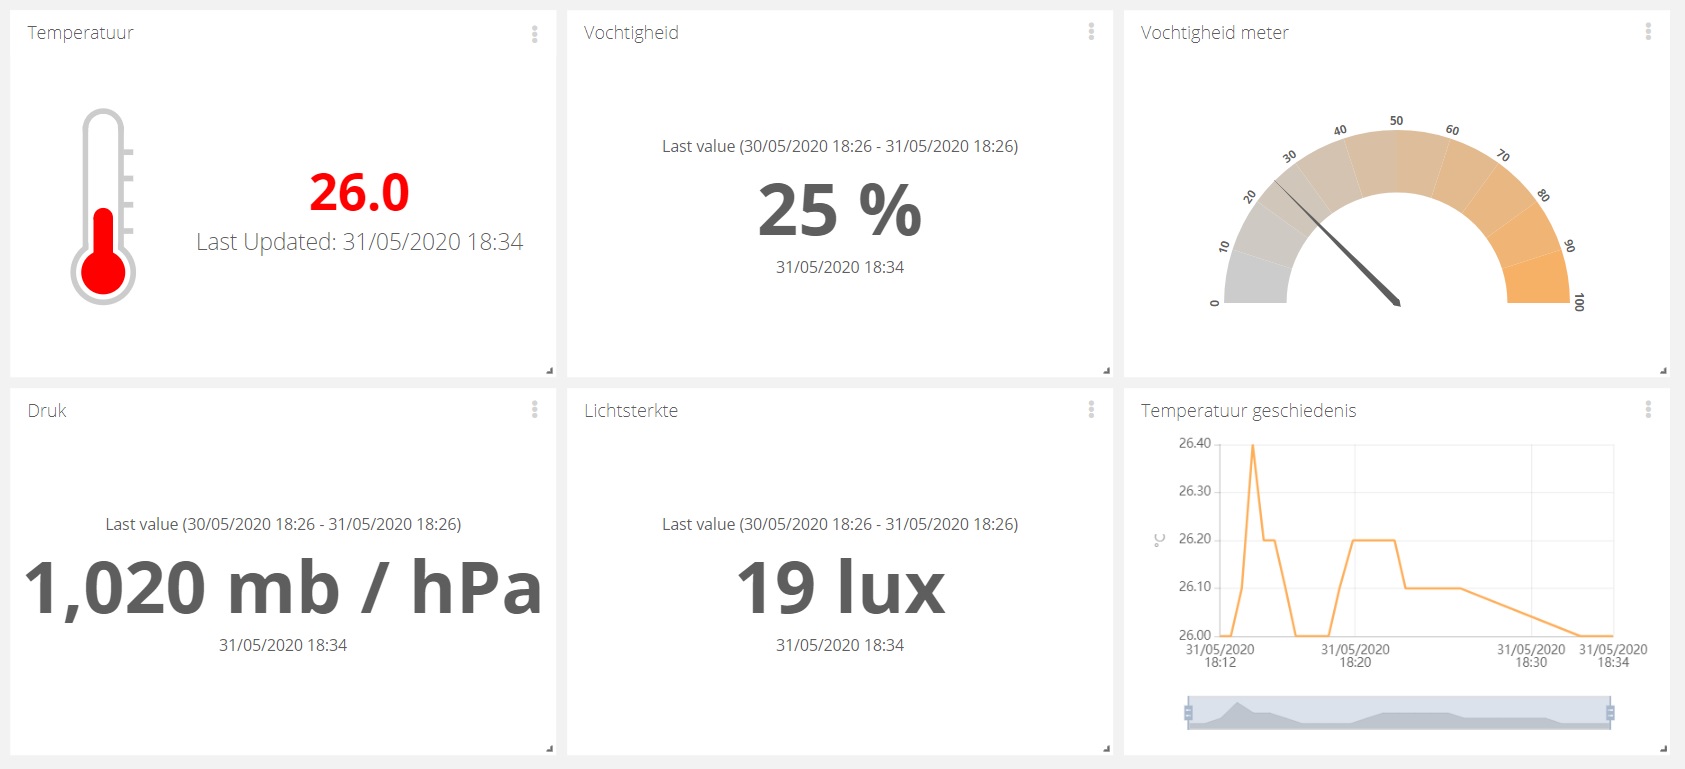 Temperatuur
26.0
Last Updated: 31/05/2020 18:34
Vochtigheid
Last value (30/05/2020 18:26 - 31/05/2020 18:26)
25 %
31/05/2020 18:34
Vochtigheid meter
0
10
20
30
40
50
60
70
80
90
100
Druk
Last value (30/05/2020 18:26 - 31/05/2020 18:26)
1,020 mb / hPa
31/05/2020 18:34
Lichtsterkte
Last value (30/05/2020 18:26 - 31/05/2020 18:26)
19 lux
31/05/2020 18:34
Temperatuur geschiedenis
26.40
26.30
°C
26.20
26.10
26.00
31/05/2020 31/05/2020 31/05/2020 31/05/2020
18:12 18:20 18:30 18:34